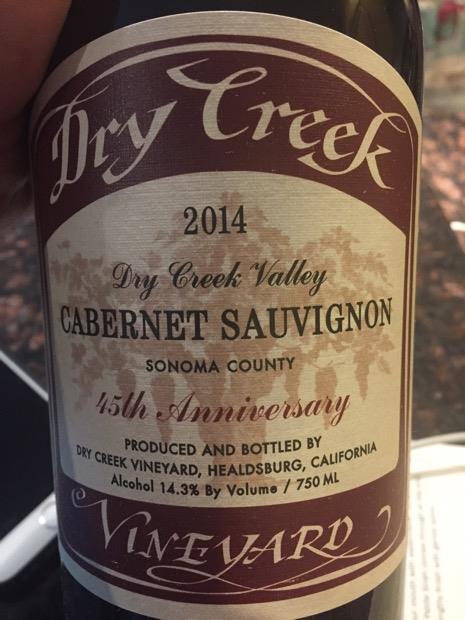 Dry Creek
2014
Dry Creek Valley
CABERNET SAUVIGNON
SONOMA COUNTY
45th Anniversary
PRODUCED AND BOTTLED BY
DRY CREEK VINEYARD, HEALDSBURG, CALIFORNIA
Alcohol 14.3% By Volume / 750 ML
VINEYARD